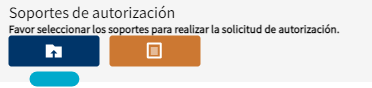 Soportes de autorización
Favor seleccionar los soportes para realizar la solicitud de autorización.